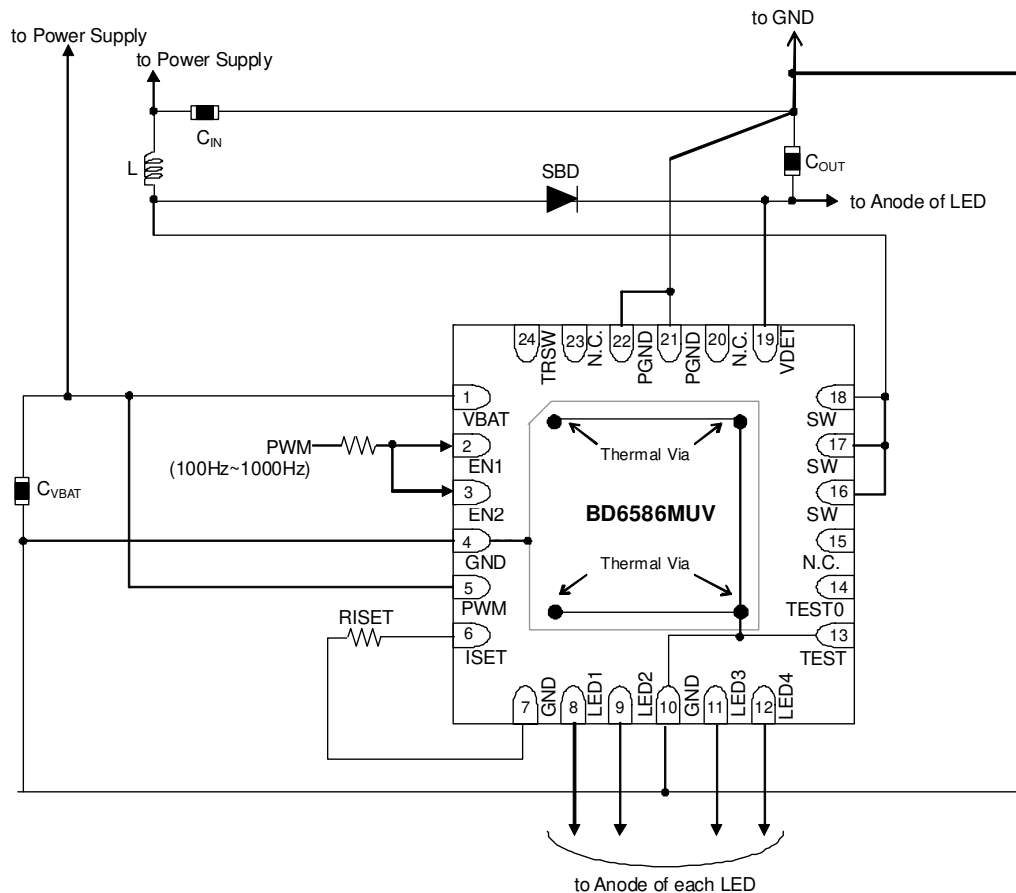 to GND
to Power Supply
to Power Supply
C_IN
L
SBD
C_OUT
to Anode of LED
24
TRSW
23
N.C.
22
PGND
21
PGND
20
N.C.
19
VDET
1
VBAT
PWM
(100Hz~1000Hz)
2
EN1
3
EN2
C_VBAT
4
GND
5
PWM
RISET
6
ISET
Thermal Via
BD6586MUV
Thermal Via
18
SW
17
SW
16
SW
15
N.C.
14
TEST0
13
TEST
7
GND
8
LED1
9
LED2
10
GND
11
LED3
12
LED4
to Anode of each LED